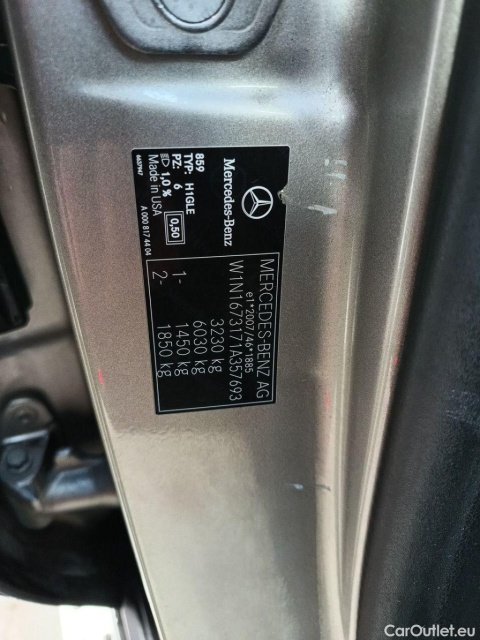 Mercedes-Benz
MERCEDES-BENZ AG
e1*2007/46*1885
W1N1673171A357693
3230 kg
6030 kg
1- 1450 kg
2- 1850 kg
859
TYP: H1GLE
PZ: 6 0,50
1,0 %
Made in USA
A 000 817 44 04
CarOutlet.eu